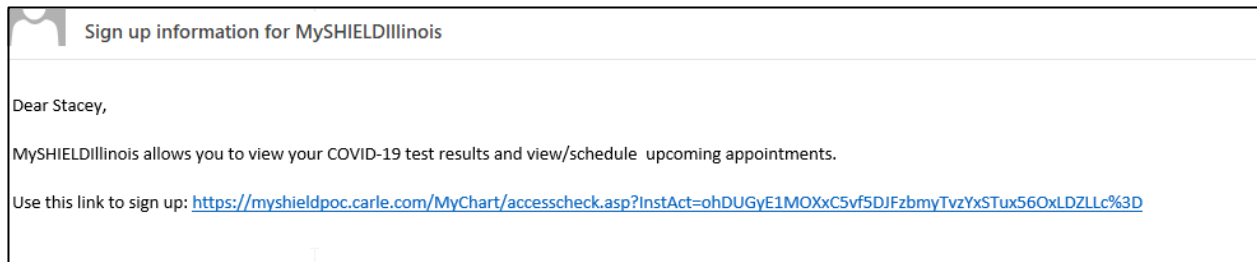 Sign up information for MySHIELDIllinois
Dear Stacey,
MySHIELDIllinois allows you to view your COVID-19 test results and view/schedule  upcoming appointments.
Use this link to sign up: https://myshieldpoc.carle.com/MyChart/accesscheck.asp?InstAct=ohDUGyE1MOXxC5vf5DJFzbmyTvzYxSTux56OxLDZLLc%3D